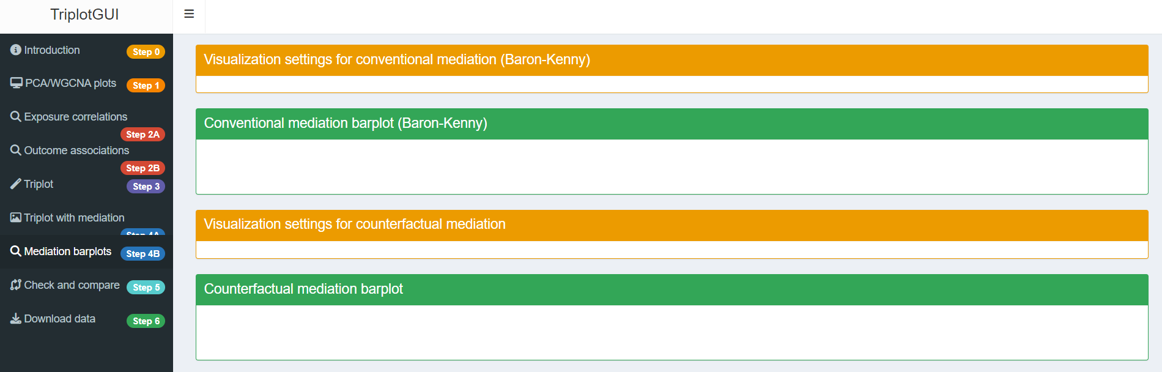 TriplotGUI
Introduction Step 0
PCA/WGCNA plots Step 1
Exposure correlations
Step 2A
Outcome associations
Step 2B
Triplot Step 3
Triplot with mediation
Step 4A
Mediation barplots Step 4B
Check and compare Step 5
Download data Step 6
Visualization settings for conventional mediation (Baron-Kenny)
Conventional mediation barplot (Baron-Kenny)
Visualization settings for counterfactual mediation
Counterfactual mediation barplot